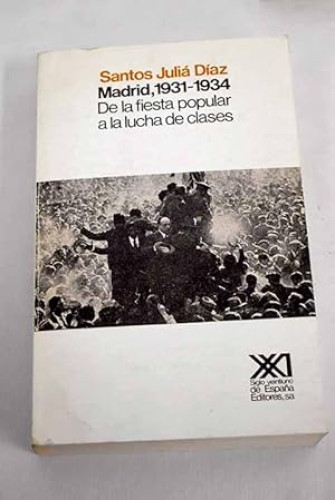 Santos Juliá Díaz
Madrid, 1931-1934
De la fiesta popular
a la lucha de clases
XXI
Siglo veintiuno
de España
Editores, sa